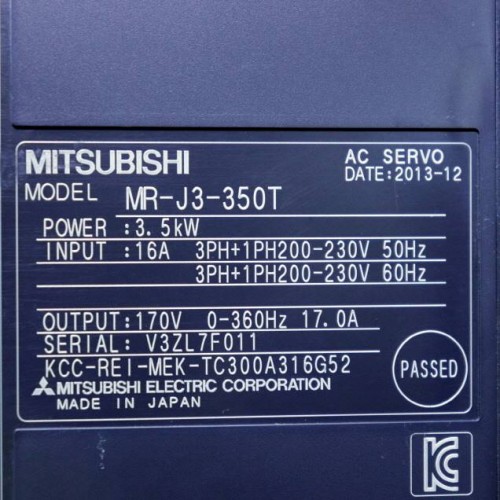 MITSUBISHI
AC SERVO
DATE:2013-12
MODEL MR-J3-350T
POWER :3.5kW
INPUT :16A 3PH+1PH200-230V 50Hz
3PH+1PH200-230V 60Hz
OUTPUT:170V 0-360Hz 17.0A
SERIAL: V3ZL7F011
KCC-REI-MEK-TC300A316G52
PASSED
MITSUBISHI ELECTRIC CORPORATION
MADE IN JAPAN